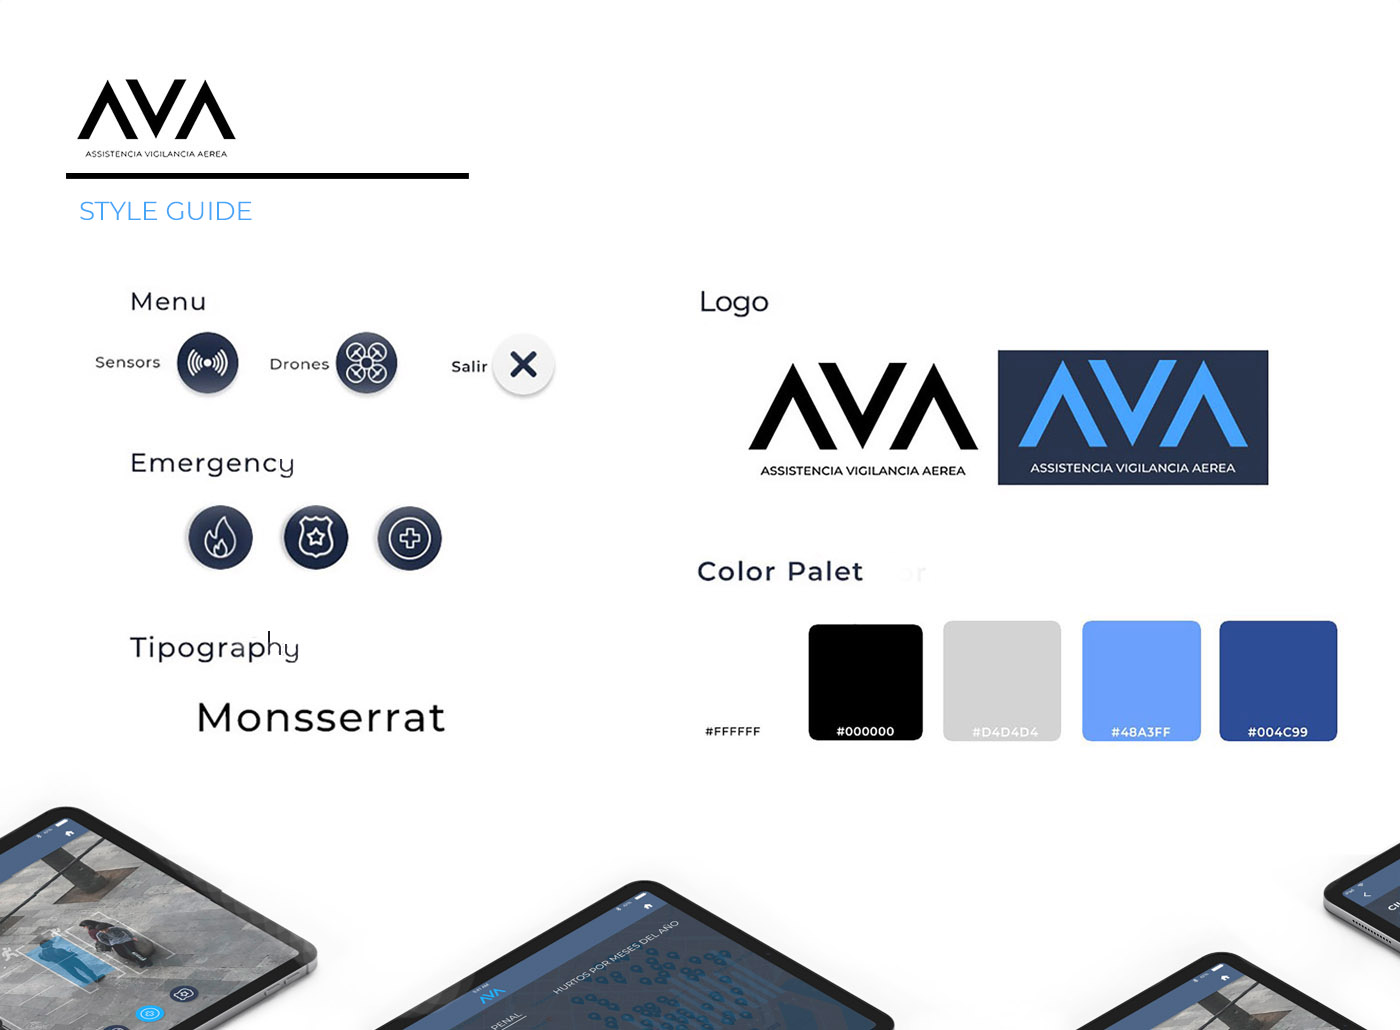 AVA
ASSISTENCIA VIGILANCIA AEREA
STYLE GUIDE
Menu
Sensors
Drones
Salir
Emergency
Tipography
Monsserrat
Logo
AVA
ASSISTENCIA VIGILANCIA AEREA
AVA
ASSISTENCIA VIGILANCIA AEREA
Color Palet
or
#FFFFFF
#000000
#D4D4D4
#48A3FF
#004C99
HURTOS POR MESES DEL AÑO
AVA
PENAL